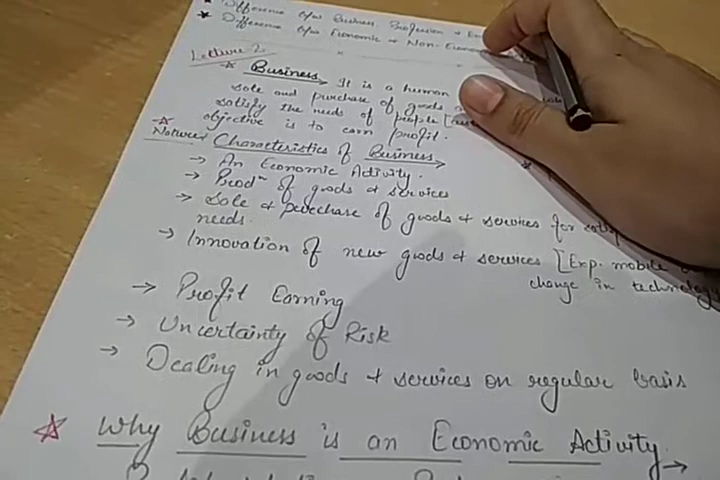 * Difference b/w Business, Profession &
* Difference b/w Economic & Non-Economic
Lecture 2
* Business → It is a human
sale and purchase of goods
satisfy the needs of people
objective is to earn profit.
* Nature / Characteristics of Business →
→ An Economic Activity.
→ Prodⁿ of goods & services
→ Sale & purchase of goods & services for
needs.
→ Innovation of new goods & services [Exp: mobile
change in technology
→ Profit Earning
→ Uncertainty of Risk
→ Dealing in goods & services on regular basis
* Why Business is an Economic Activity →